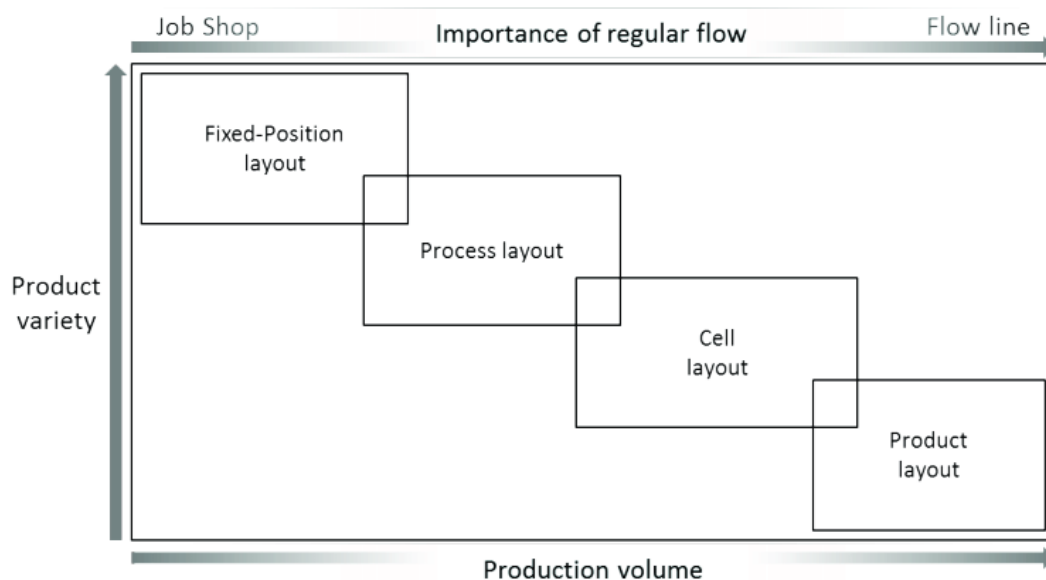 Job Shop
Importance of regular flow
Flow line
Fixed-Position
layout
Process layout
Product
variety
Cell
layout
Product
layout
Production volume